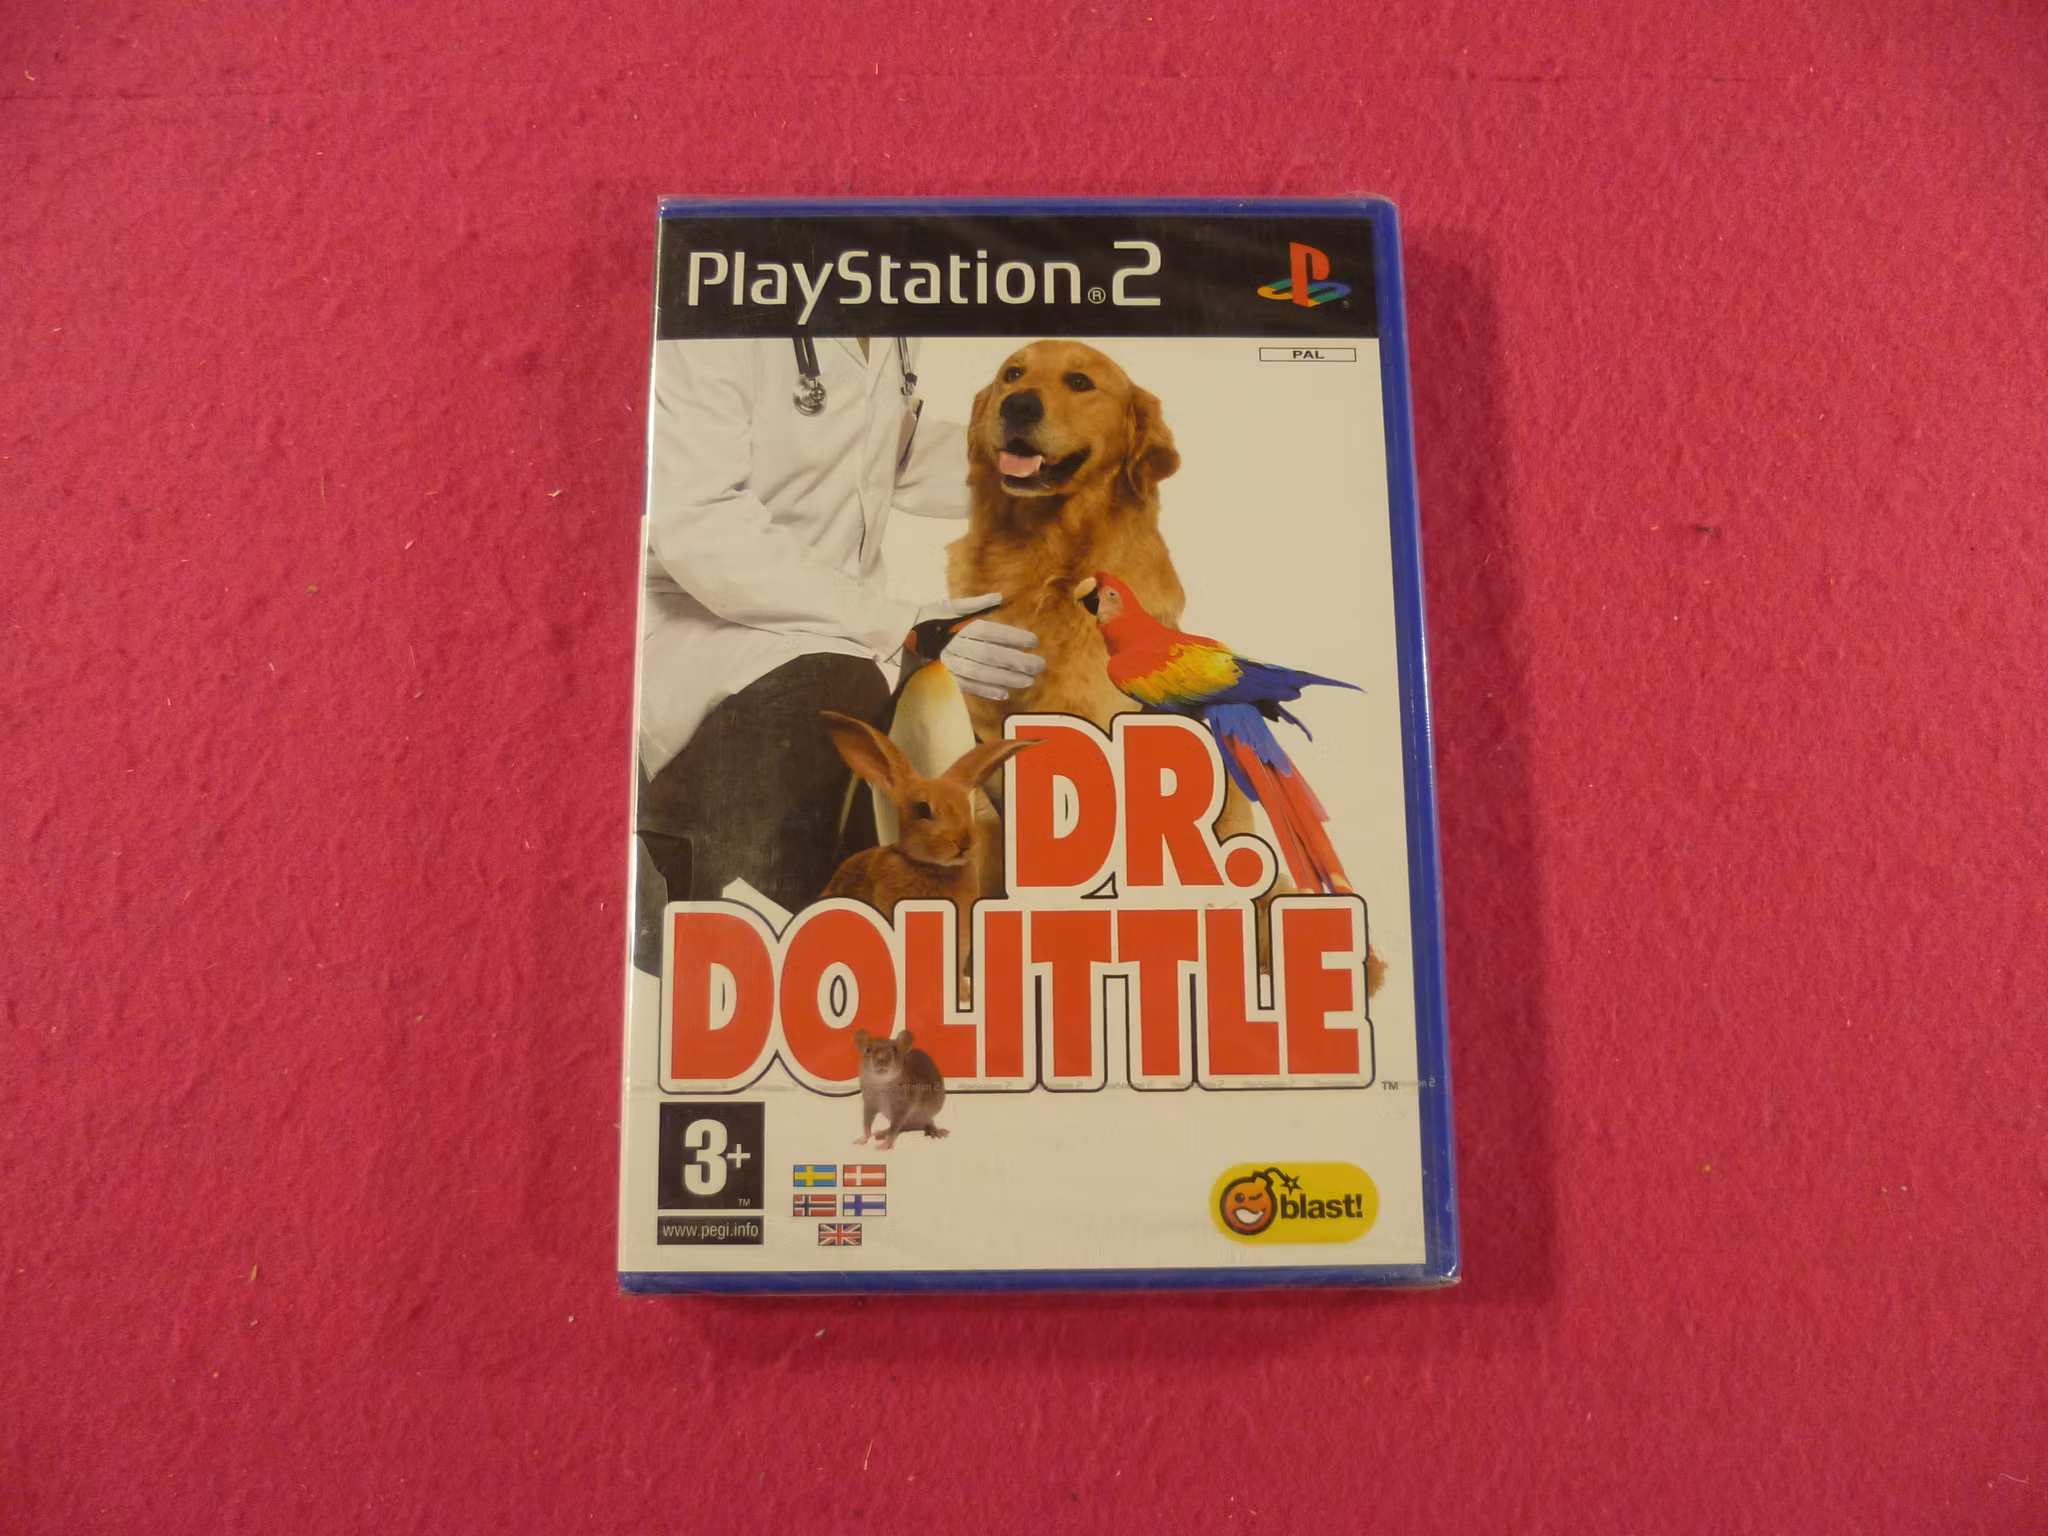 PlayStation®2
PAL
DR.
DOLITTLE
TM
3+
TM
www.pegi.info
blast!